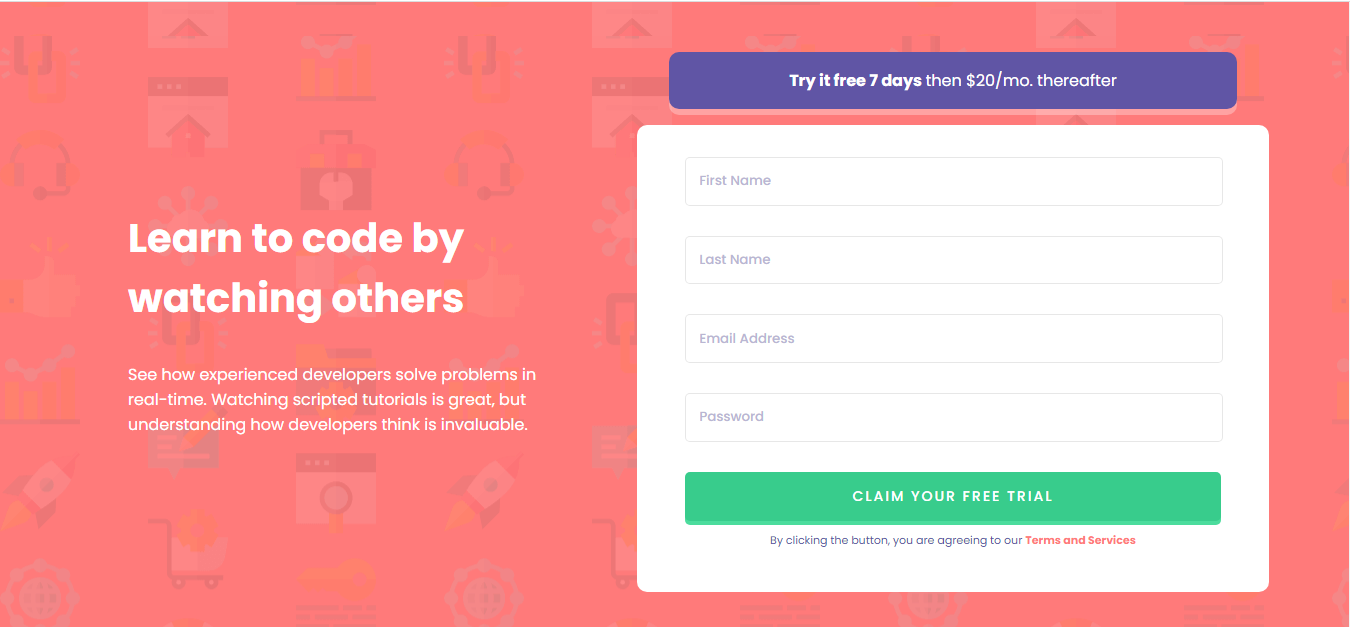 Try it free 7 days then $20/mo. thereafter
Learn to code by
watching others
See how experienced developers solve problems in
real-time. Watching scripted tutorials is great, but
understanding how developers think is invaluable.
First Name
Last Name
Email Address
Password
CLAIM YOUR FREE TRIAL
By clicking the button, you are agreeing to our Terms and Services